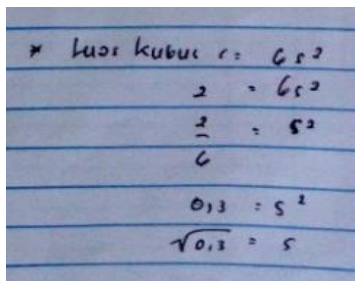 * Luas kubus c = 6s²
2 = 6s²
2/6 = s²
0,3 = s²
√0,3 = s